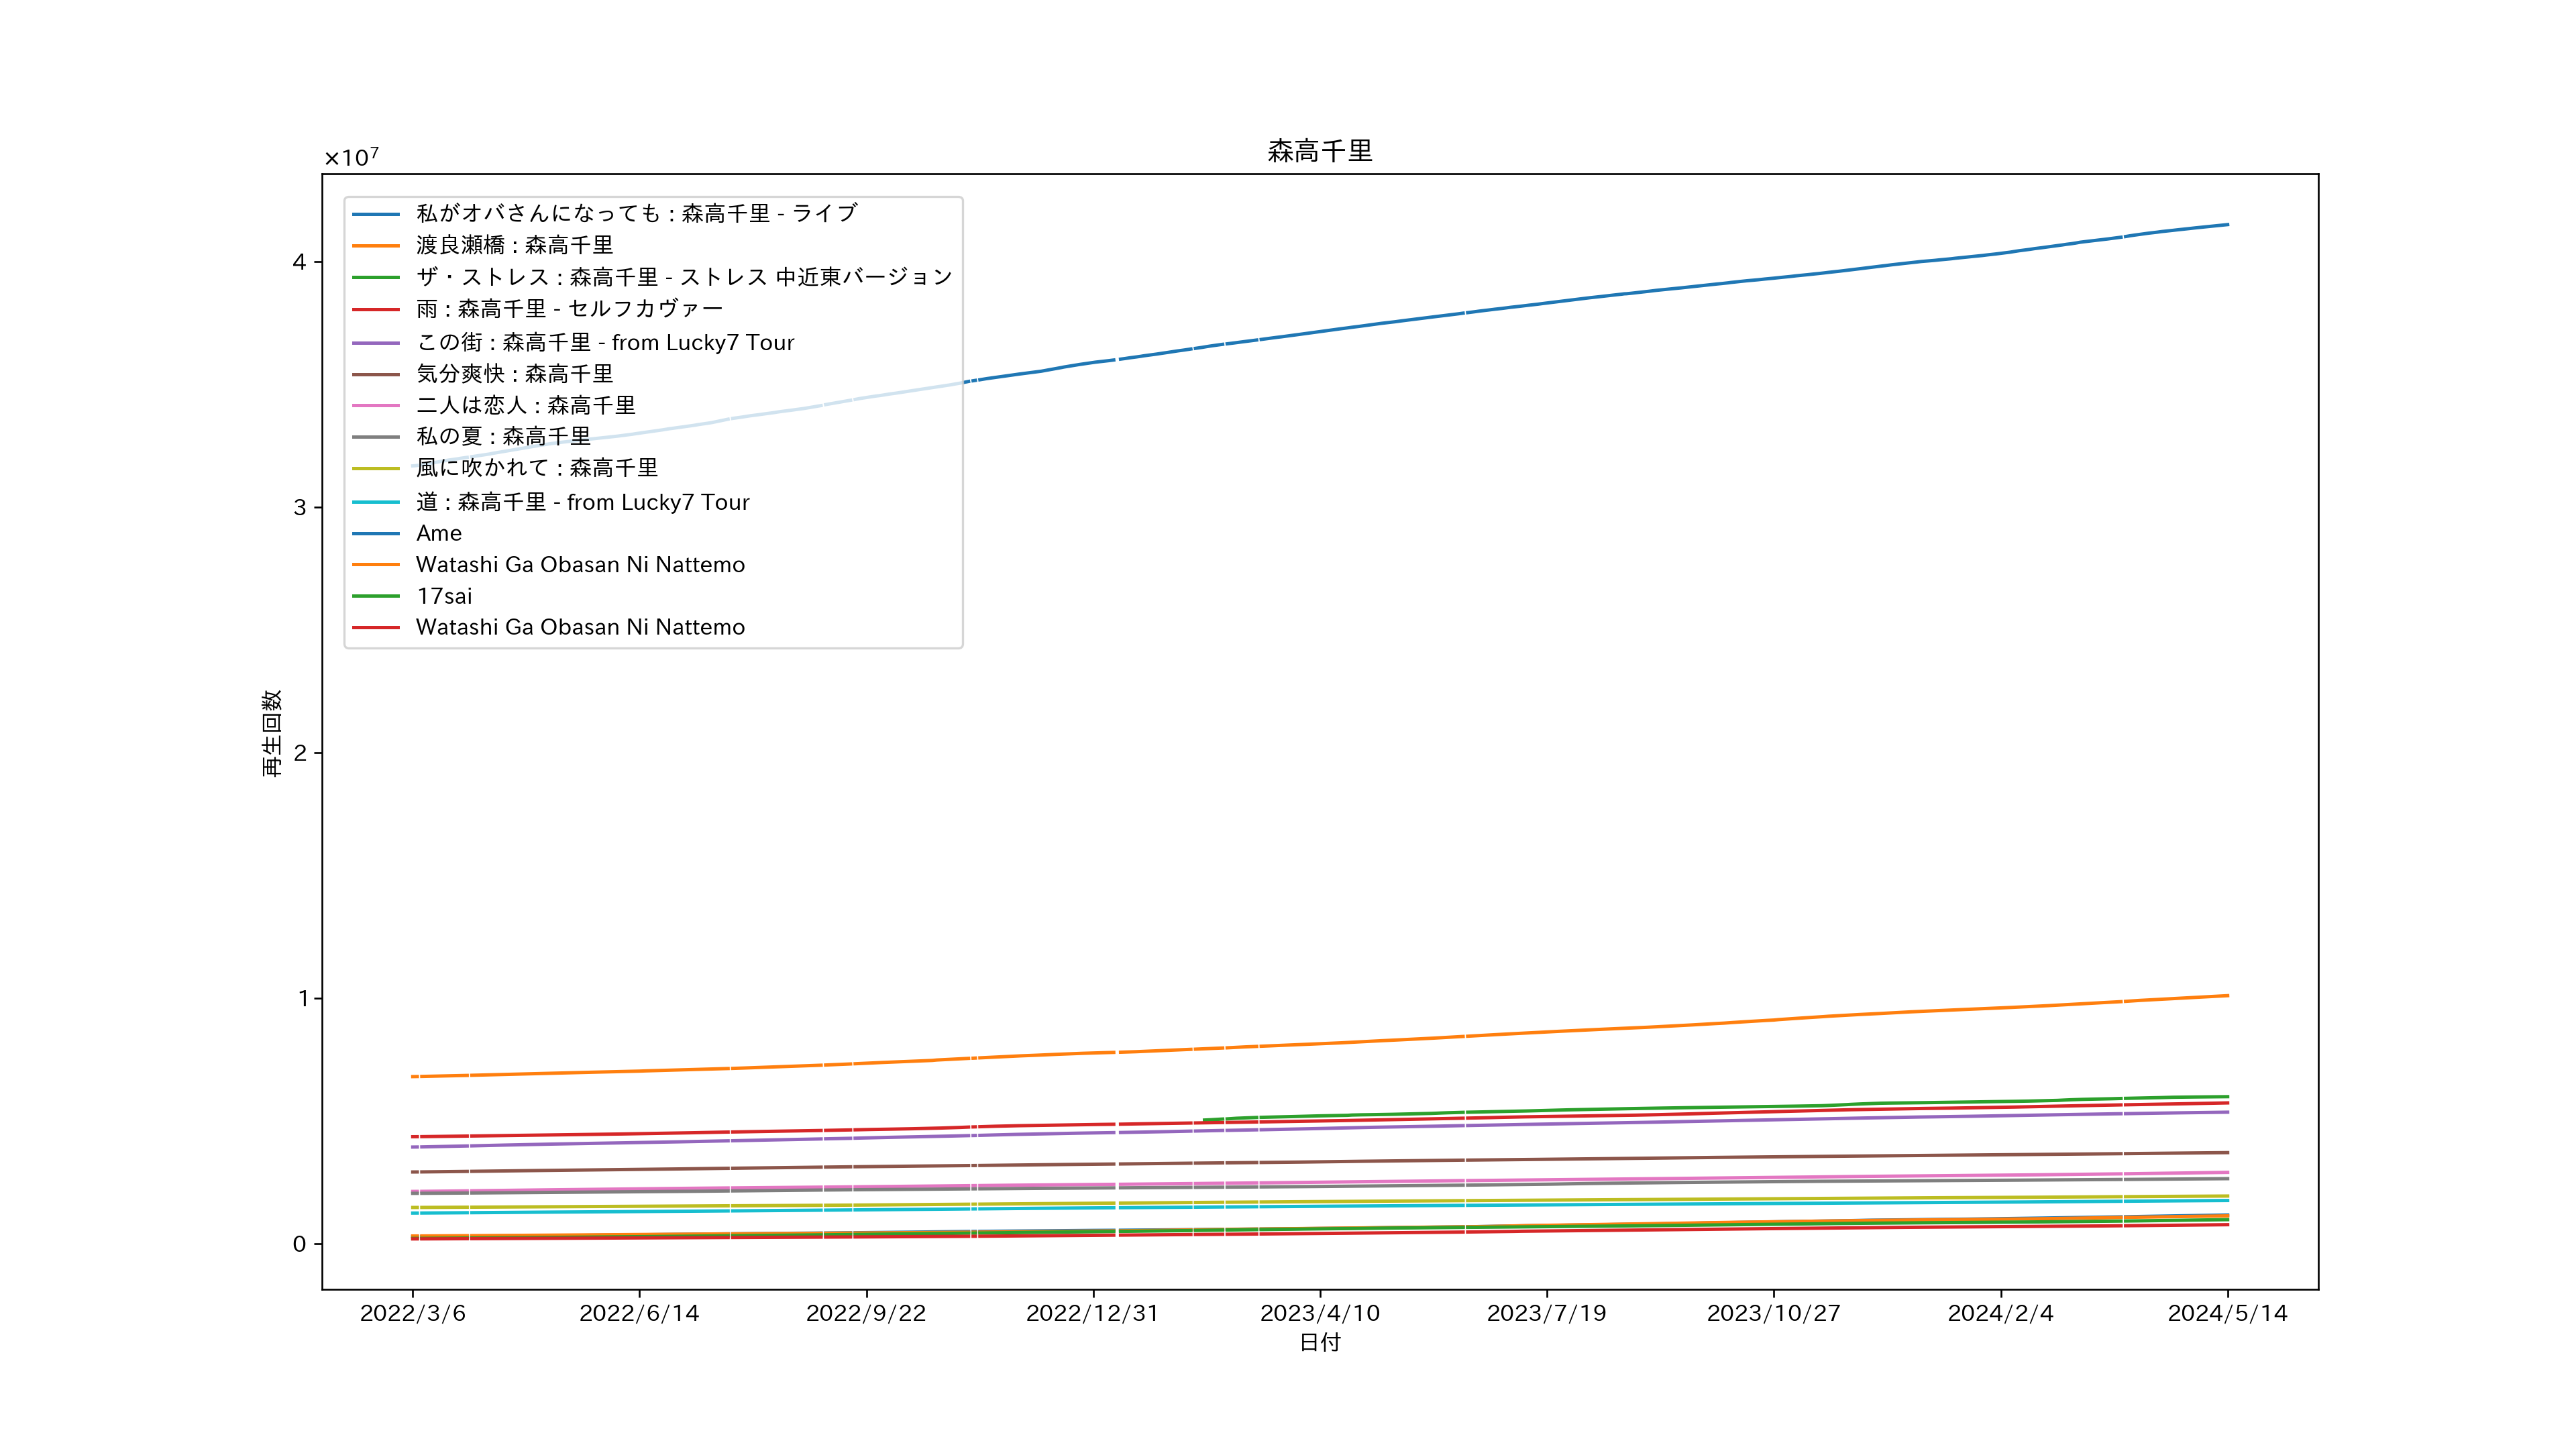 森高千里
×10⁷
私がオバさんになっても : 森高千里 - ライブ
渡良瀬橋 : 森高千里
ザ・ストレス : 森高千里 - ストレス 中近東バージョン
雨 : 森高千里 - セルフカヴァー
この街 : 森高千里 - from Lucky7 Tour
気分爽快 : 森高千里
二人は恋人 : 森高千里
私の夏 : 森高千里
風に吹かれて : 森高千里
道 : 森高千里 - from Lucky7 Tour
Ame
Watashi Ga Obasan Ni Nattemo
17sai
Watashi Ga Obasan Ni Nattemo
4
3
2
1
0
再生回数
2022/3/6 2022/6/14 2022/9/22 2022/12/31 2023/4/10 2023/7/19 2023/10/27 2024/2/4 2024/5/14
日付